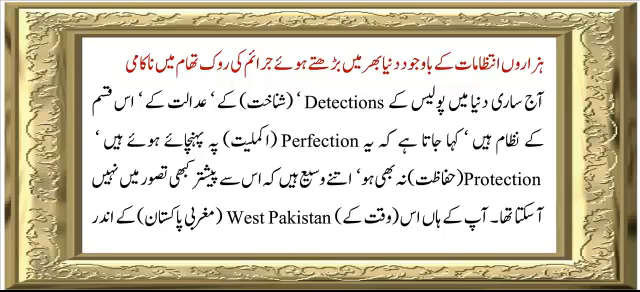 ہزاروں انتظامات کے باوجود دنیا بھر میں بڑھتے ہوئے جرائم کی روک تھام میں ناکامی
آج ساری دنیا میں پولیس کے Detections ‘ (شناخت) کے‘ عدالت کے‘ اس قسم
کے نظام ہیں ‘ کہا جاتا ہے کہ یہ Perfection (اکملیت) پہ پہنچائے ہوئے ہیں ‘
Protection(حفاظت) نہ بھی ہو‘ اتنے وسیع ہیں کہ اس سے پیشتر کبھی تصور میں نہیں
آ سکتا تھا۔ آپ کے ہاں اس (وقت کے) West Pakistan (مغربی پاکستان) کے اندر